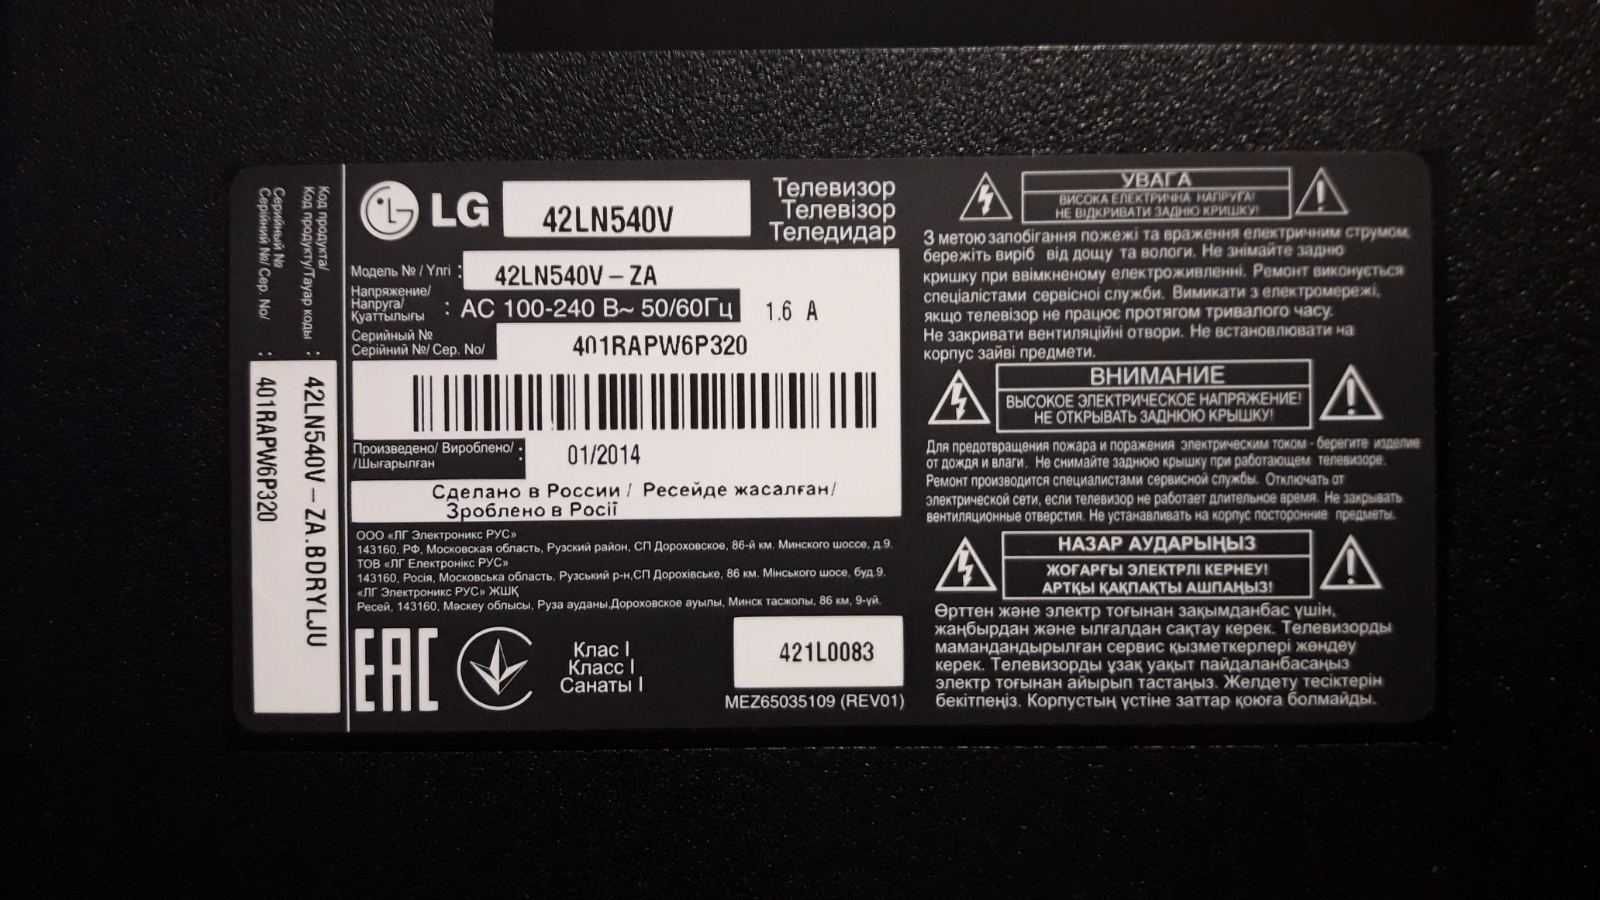 Код продукта/
Код продукту/Тауар коды :
Серийный №
Серійний №/ Сер. No/ :
42LN540V – ZA.BDRYLJU
401RAPW6P320
LG
42LN540V
Телевизор
Телевізор
Теледидар
Модель № / Үлгі : 42LN540V – ZA
Напряжение/
Напруга/
Қуаттылығы : AC 100-240 В~ 50/60Гц 1.6 A
Серийный №
Серійний №/ Сер. No/ 401RAPW6P320
Произведено/ Вироблено/
/Шығарылған : 01/2014
Сделано в России / Ресейде жасалған/
Зроблено в Росії
ООО «ЛГ Электроникс РУС»
143160, РФ, Московская область, Рузский район, СП Дороховское, 86-й км. Минского шоссе, д.9.
ТОВ «ЛГ Електронікс РУС»
143160, Росія, Московська область, Рузський р-н,СП Дорохівське, 86 км. Мінського шосе, буд.9.
«ЛГ Электроникс РУС» ЖШҚ
Ресей, 143160, Мәскеу облысы, Руза ауданы,Дороховское ауылы, Минск тасжолы, 86 км, 9-үй.
EAC
Клас I
Класс I
Санаты I
421L0083
MEZ65035109 (REV01)
УВАГА
ВИСОКА ЕЛЕКТРИЧНА НАПРУГА!
НЕ ВІДКРИВАТИ ЗАДНЮ КРИШКУ!
З метою запобігання пожежі та враження електричним струмом,
бережіть виріб від дощу та вологи. Не знімайте задню
кришку при ввімкненому електроживленні. Ремонт виконується
спеціалістами сервісної служби. Вимикати з електромережі,
якщо телевізор не працює протягом тривалого часу.
Не закривати вентиляційні отвори. Не встановлювати на
корпус зайві предмети.
ВНИМАНИЕ
ВЫСОКОЕ ЭЛЕКТРИЧЕСКОЕ НАПРЯЖЕНИЕ!
НЕ ОТКРЫВАТЬ ЗАДНЮЮ КРЫШКУ!
Для предотвращения пожара и поражения электрическим током - берегите изделие
от дождя и влаги. Не снимайте заднюю крышку при работающем телевизоре.
Ремонт производится специалистами сервисной службы. Отключать от
электрической сети, если телевизор не работает длительное время. Не закрывать
вентиляционные отверстия. Не устанавливать на корпус посторонние предметы.
НАЗАР АУДАРЫҢЫЗ
ЖОҒАРҒЫ ЭЛЕКТРЛІ КЕРНЕУ!
АРТҚЫ ҚАҚПАҚТЫ АШПАҢЫЗ!
Өрттен және электр тоғынан зақымданбас үшін,
жаңбырдан және ылғалдан сақтау керек. Телевизорды
мамандандырылған сервис қызметкерлері жөндеу
керек. Телевизорды ұзақ уақыт пайдаланбасаңыз
электр тоғынан айырып тастаңыз. Желдету тесіктерін
бекітпеңіз. Корпустың үстіне заттар қоюға болмайды.